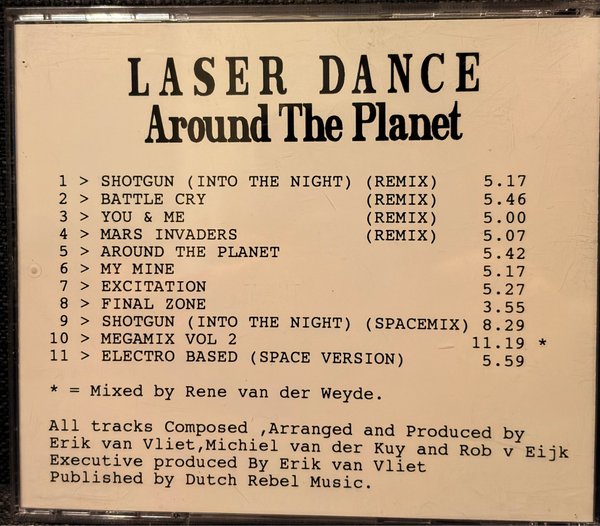 LASER DANCE
Around The Planet
1 > SHOTGUN (INTO THE NIGHT) (REMIX) 5.17
2 > BATTLE CRY (REMIX) 5.46
3 > YOU & ME (REMIX) 5.00
4 > MARS INVADERS (REMIX) 5.07
5 > AROUND THE PLANET 5.42
6 > MY MINE 5.17
7 > EXCITATION 5.27
8 > FINAL ZONE 3.55
9 > SHOTGUN (INTO THE NIGHT) (SPACEMIX) 8.29
10 > MEGAMIX VOL 2 11.19 *
11 > ELECTRO BASED (SPACE VERSION) 5.59
* = Mixed by Rene van der Weyde.
All tracks Composed ,Arranged and Produced by
Erik van Vliet,Michiel van der Kuy and Rob v Eijk
Executive produced By Erik van Vliet
Published by Dutch Rebel Music.